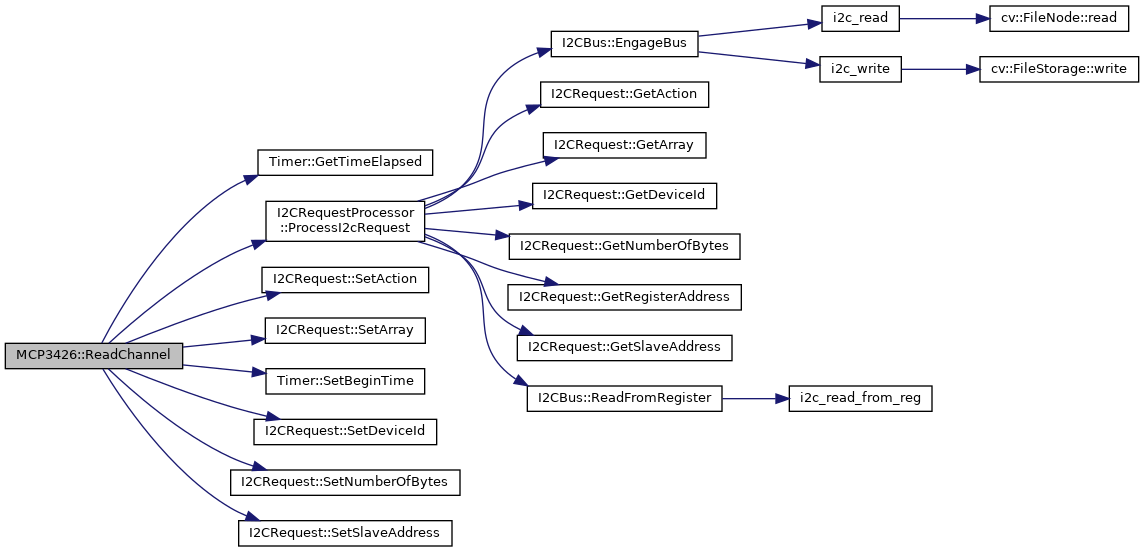 MCP3426::ReadChannel
Timer::GetTimeElapsed
I2CRequestProcessor
::ProcessI2cRequest
I2CRequest::SetAction
I2CRequest::SetArray
Timer::SetBeginTime
I2CRequest::SetDeviceId
I2CRequest::SetNumberOfBytes
I2CRequest::SetSlaveAddress
I2CBus::EngageBus
I2CRequest::GetAction
I2CRequest::GetArray
I2CRequest::GetDeviceId
I2CRequest::GetNumberOfBytes
I2CRequest::GetRegisterAddress
I2CRequest::GetSlaveAddress
I2CBus::ReadFromRegister
i2c_read
i2c_write
i2c_read_from_reg
cv::FileNode::read
cv::FileStorage::write